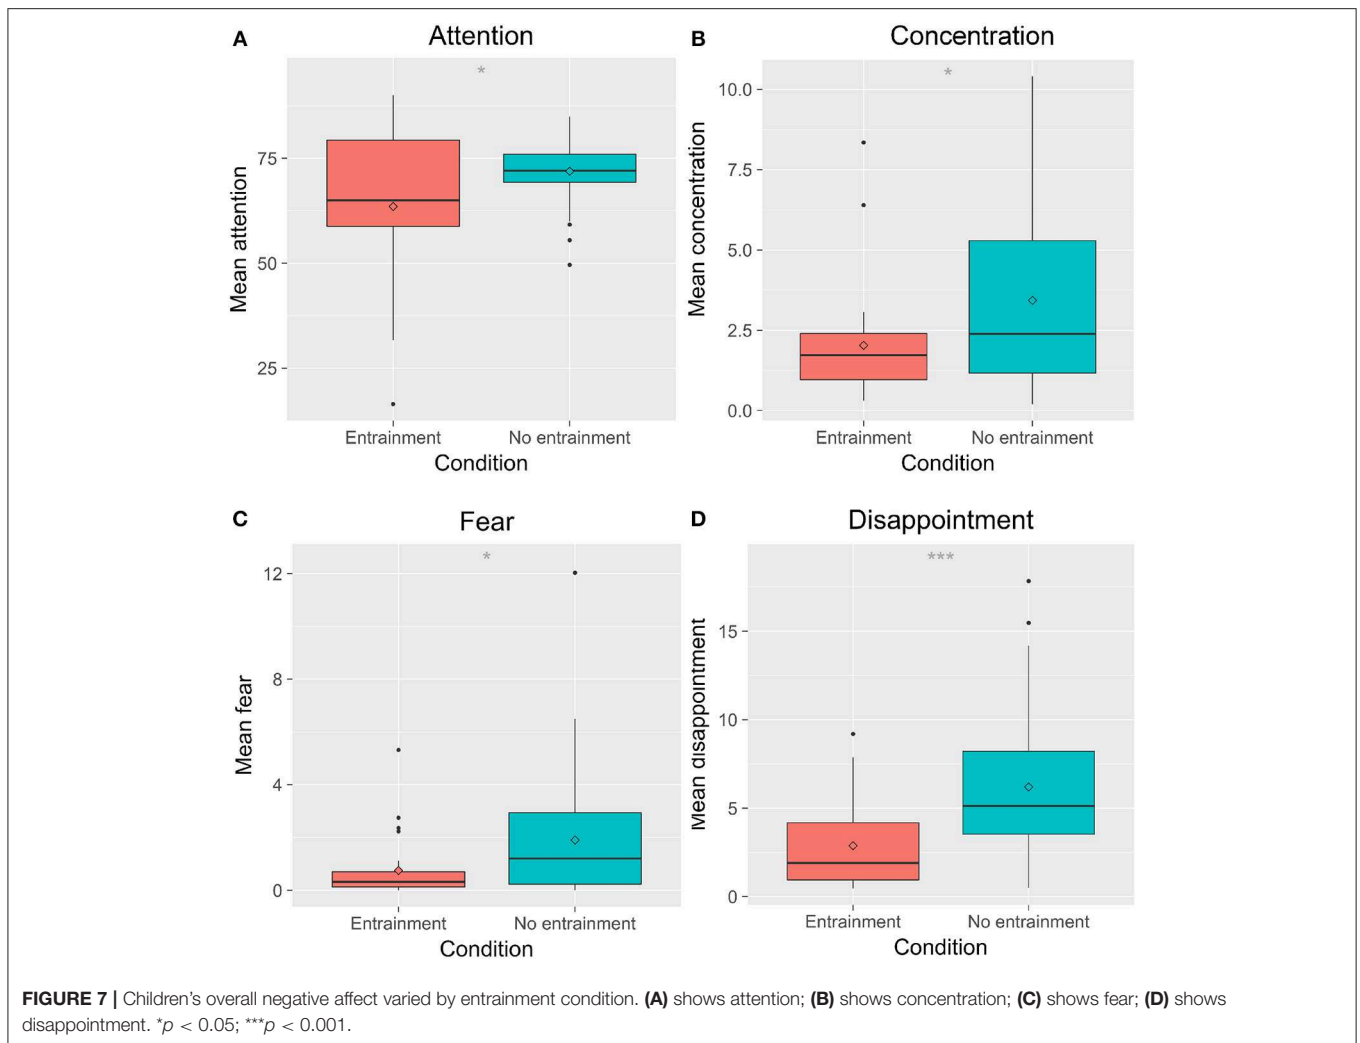 A
Attention
*
Mean attention
75
50
25
Entrainment No entrainment
Condition
B
Concentration
*
Mean concentration
10.0
7.5
5.0
2.5
0.0
Entrainment No entrainment
Condition
C
Fear
*
Mean fear
12
8
4
0
Entrainment No entrainment
Condition
D
Disappointment
***
Mean disappointment
15
10
5
0
Entrainment No entrainment
Condition
FIGURE 7 | Children's overall negative affect varied by entrainment condition. (A) shows attention; (B) shows concentration; (C) shows fear; (D) shows
disappointment. *p < 0.05; ***p < 0.001.